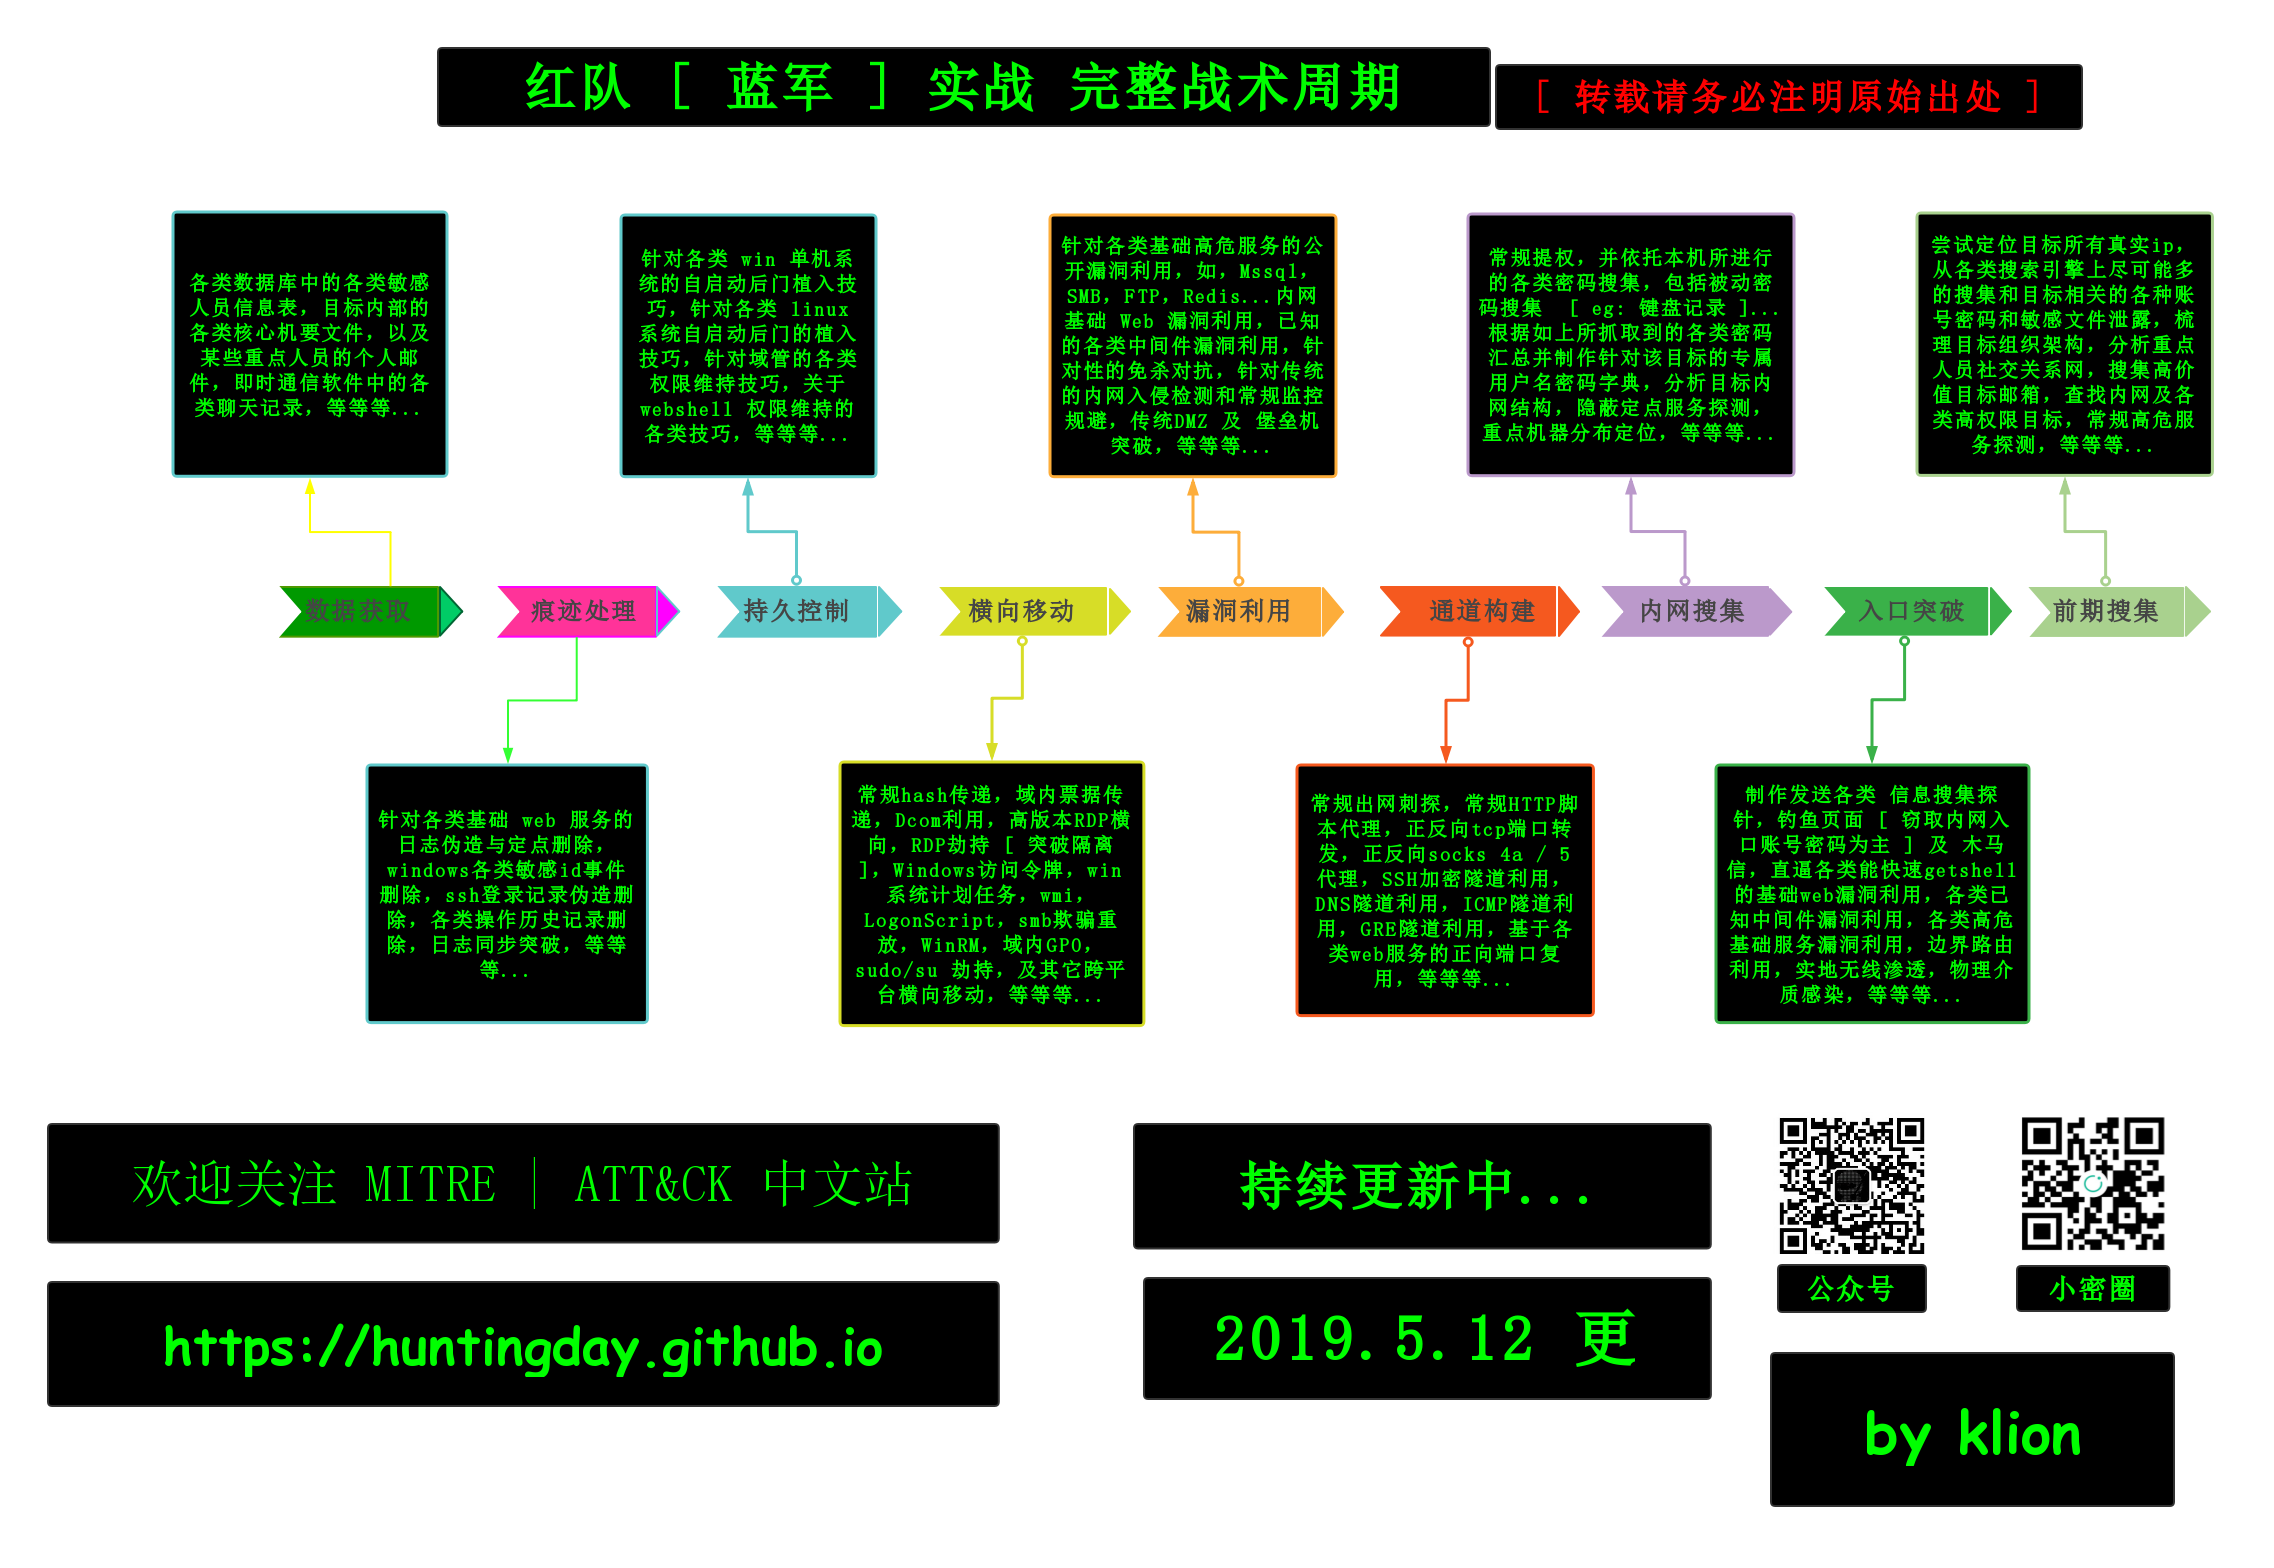 红队 [ 蓝军 ] 实战 完整战术周期
[ 转载请务必注明原始出处 ]
各类数据库中的各类敏感
人员信息表，目标内部的
各类核心机要文件，以及
某些重点人员的个人邮
件，即时通信软件中的各
类聊天记录，等等等...
针对各类 win 单机系
统的自启动后门植入技
巧，针对各类 linux
系统自启动后门的植入
技巧，针对域管的各类
权限维持技巧，关于
webshell 权限维持的
各类技巧，等等等...
针对各类基础高危服务的公
开漏洞利用，如，Mssql，
SMB，FTP，Redis...内网
基础 Web 漏洞利用，已知
的各类中间件漏洞利用，针
对性的免杀对抗，针对传统
的内网入侵检测和常规监控
规避，传统DMZ 及 堡垒机
突破，等等等...
常规提权，并依托本机所进行
的各类密码搜集，包括被动密
码搜集 [ eg: 键盘记录 ]...
根据如上所抓取到的各类密码
汇总并制作针对该目标的专属
用户名密码字典，分析目标内
网结构，隐蔽定点服务探测，
重点机器分布定位，等等等...
尝试定位目标所有真实ip，
从各类搜索引擎上尽可能多
的搜集和目标相关的各种账
号密码和敏感文件泄露，梳
理目标组织架构，分析重点
人员社交关系网，搜集高价
值目标邮箱，查找内网及各
类高权限目标，常规高危服
务探测，等等等...
数据获取
痕迹处理
持久控制
横向移动
漏洞利用
通道构建
内网搜集
入口突破
前期搜集
针对各类基础 web 服务的
日志伪造与定点删除，
windows各类敏感id事件
删除，ssh登录记录伪造删
除，各类操作历史记录删
除，日志同步突破，等等
等...
常规hash传递，域内票据传
递，Dcom利用，高版本RDP横
向，RDP劫持 [ 突破隔离
]，Windows访问令牌，win
系统计划任务，wmi，
LogonScript，smb欺骗重
放，WinRM，域内GPO，
sudo/su 劫持，及其它跨平
台横向移动，等等等...
常规出网刺探，常规HTTP脚
本代理，正反向tcp端口转
发，正反向socks 4a / 5
代理，SSH加密隧道利用，
DNS隧道利用，ICMP隧道利
用，GRE隧道利用，基于各
类web服务的正向端口复
用，等等等...
制作发送各类 信息搜集探
针，钓鱼页面 [ 窃取内网入
口账号密码为主 ] 及 木马
信，直逼各类能快速getshell
的基础web漏洞利用，各类已
知中间件漏洞利用，各类高危
基础服务漏洞利用，边界路由
利用，实地无线渗透，物理介
质感染，等等等...
欢迎关注 MITRE | ATT&CK 中文站
持续更新中...
https://huntingday.github.io
2019.5.12 更
公众号
小密圈
by klion